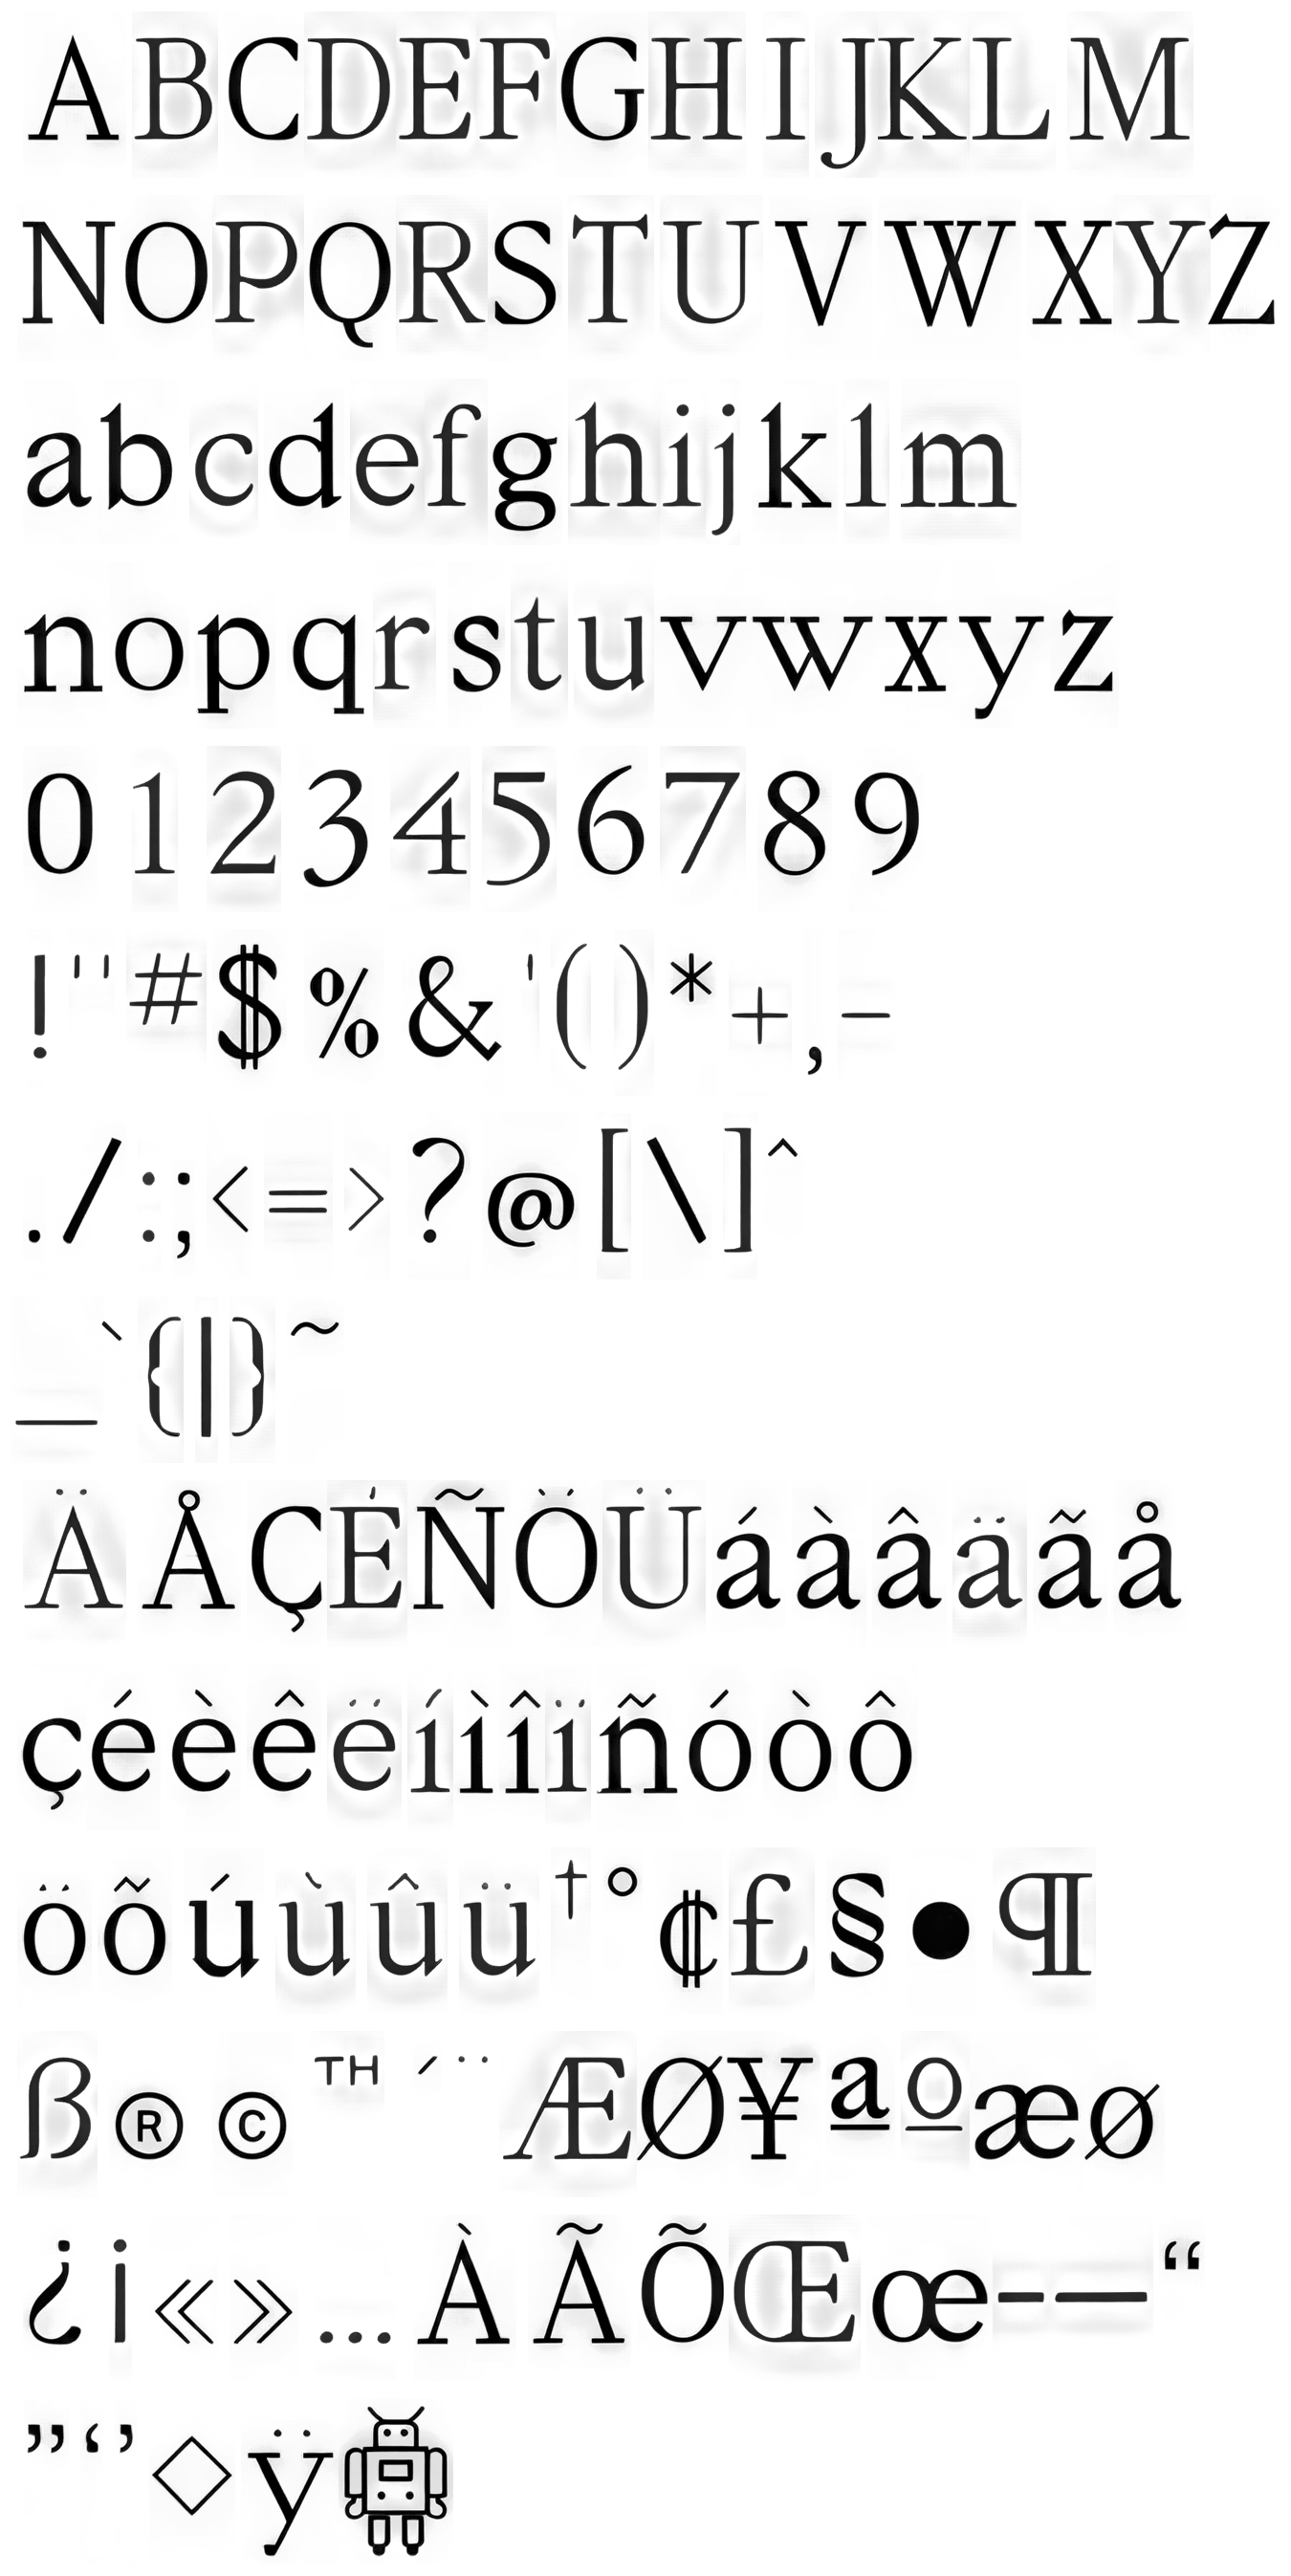 ABCDEFGHIJKLM
NOPQRSTUVWXYZ
abcdefghijklm
nopqrstuvwxyz
0123456789
!"#$%&'()*+,-
./:;<=>?@[\]^
_`{|}~
ÄÅÇÉÑÖÜáàâäãå
çéèêëíìîïñóòô
öõúùûü†°¢£§•¶
ß®©™´¨ÆØ¥ªºæø
¿¡«»…ÀÃÕŒœ–—“
”‘’◊ÿ